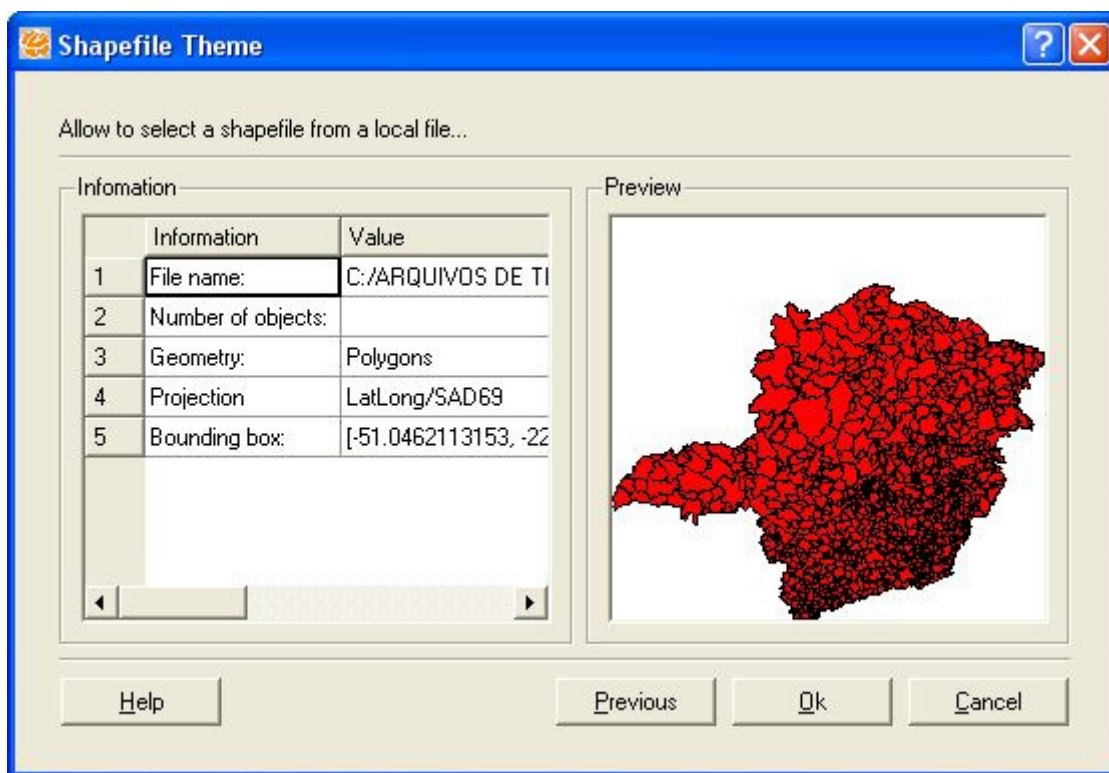 Shapefile Theme
Allow to select a shapefile from a local file...
Infomation
Information Value
1 File name: C:/ARQUIVOS DE
2 Number of objects:
3 Geometry: Polygons
4 Projection LatLong/SAD69
5 Bounding box: [-51.0462113153, -22
Preview
Help Previous Ok Cancel